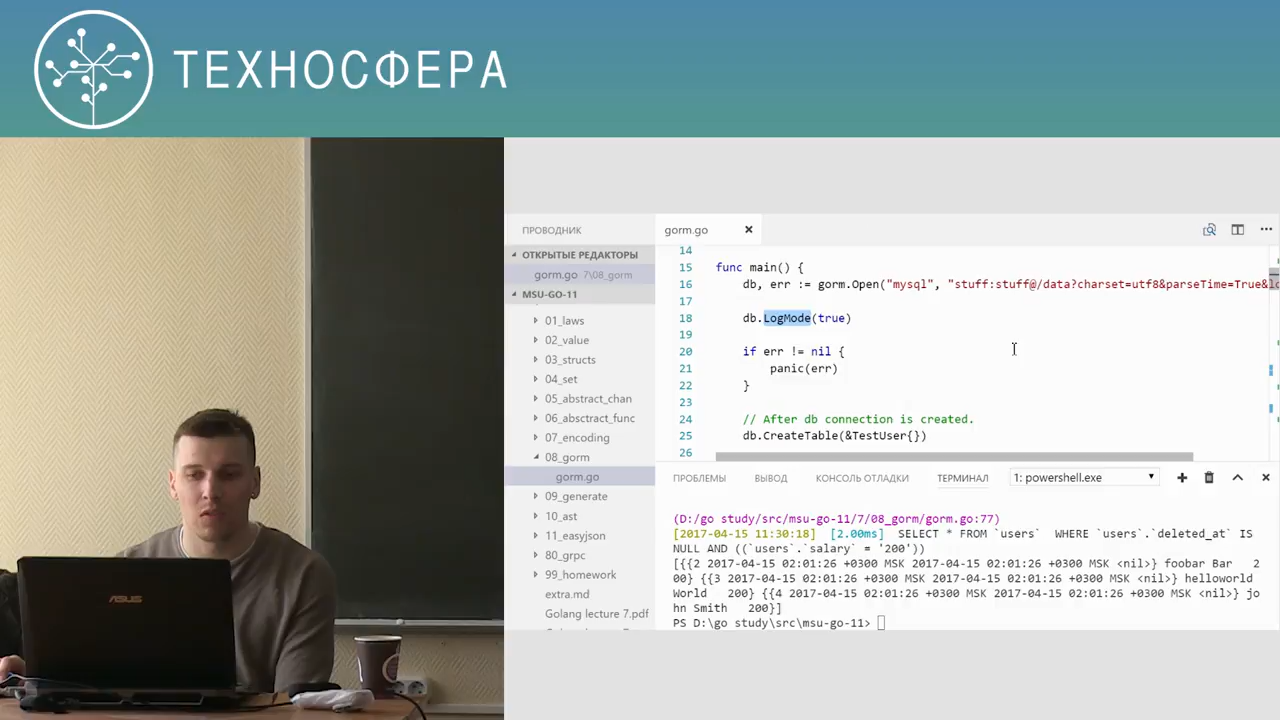 ТЕХНОСФЕРА
ПРОВОДНИК
ОТКРЫТЫЕ РЕДАКТОРЫ
gorm.go 7\08_gorm
MSU-GO-11
01_laws
02_value
03_structs
04_set
05_abstract_chan
06_absctract_func
07_encoding
08_gorm
gorm.go
09_generate
10_ast
11_easyjson
80_grpc
99_homework
extra.md
Golang lecture 7.pdf
gorm.go
14
15 func main() {
16 db, err := gorm.Open("mysql", "stuff:stuff@/data?charset=utf8&parseTime=True&lo
17
18 db.LogMode(true)
19
20 if err != nil {
21 panic(err)
22 }
23
24 // After db connection is created.
25 db.CreateTable(&TestUser{})
26
ПРОБЛЕМЫ ВЫВОД КОНСОЛЬ ОТЛАДКИ ТЕРМИНАЛ 1: powershell.exe
(D:/go study/src/msu-go-11/7/08_gorm/gorm.go:77)
[2017-04-15 11:30:18] [2.00ms] SELECT * FROM `users` WHERE `users`.`deleted_at` IS
NULL AND ((`users`.`salary` = '200'))
[{{2 2017-04-15 02:01:26 +0300 MSK 2017-04-15 02:01:26 +0300 MSK <nil>} foobar Bar 2
00} {{3 2017-04-15 02:01:26 +0300 MSK 2017-04-15 02:01:26 +0300 MSK <nil>} helloworld
World 200} {{4 2017-04-15 02:01:26 +0300 MSK 2017-04-15 02:01:26 +0300 MSK <nil>} jo
hn Smith 200}]
PS D:\go study\src\msu-go-11>
ASUS